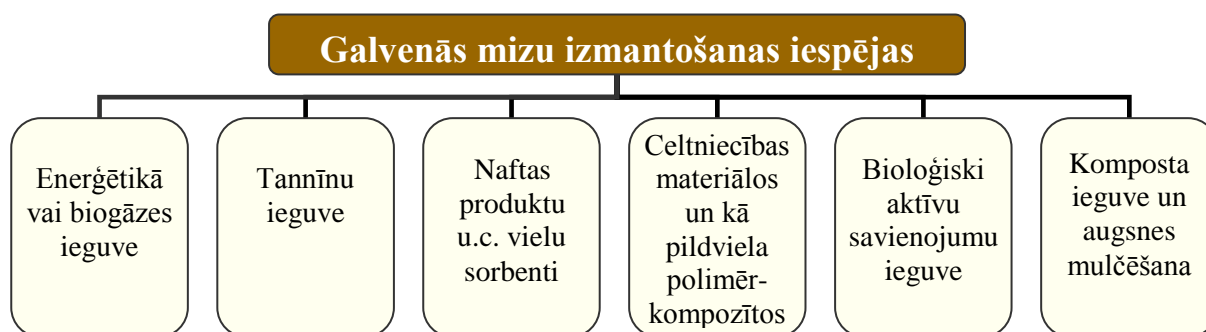 Galvenās mizu izmantošanas iespējas
Enerģētikā
vai biogāzes
ieguve
Tannīnu
ieguve
Naftas
produktu
u.c. vielu
sorbenti
Celtniecības
materiālos
un kā
pildviela
polimēr-
kompozītos
Bioloģiski
aktīvu
savienojumu
ieguve
Komposta
ieguve un
augsnes
mulčēšana